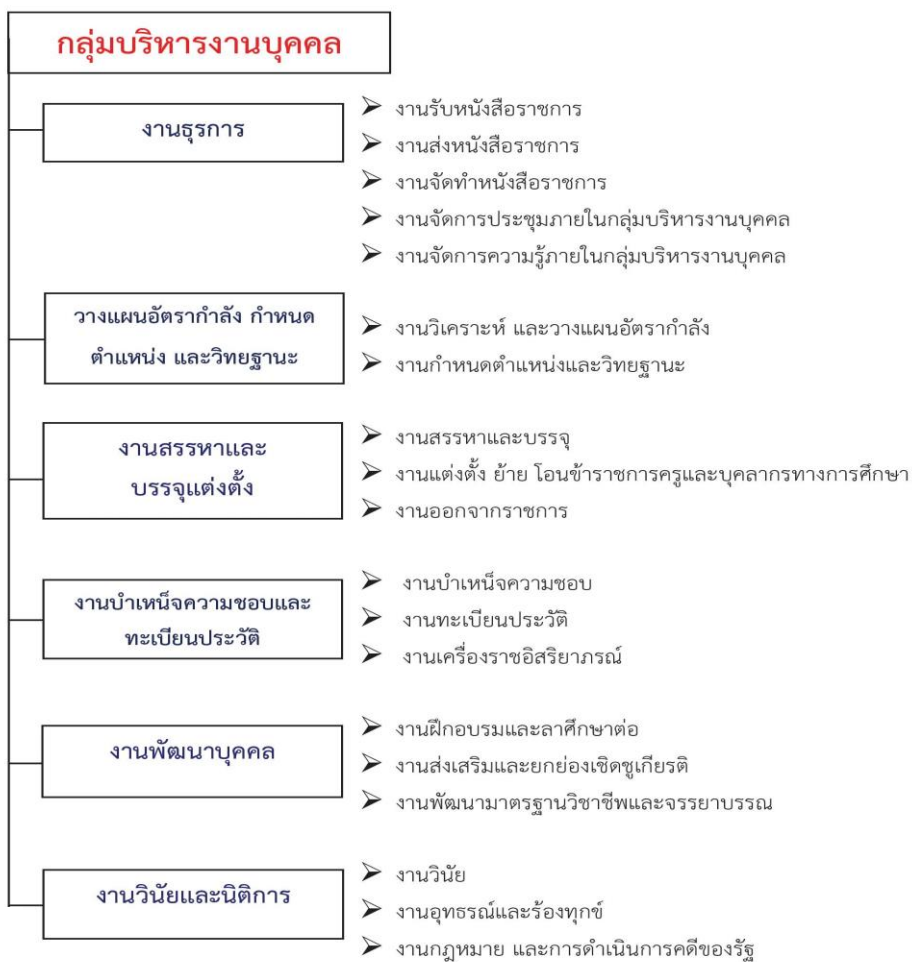 กลุ่มบริหารงานบุคคล
งานธุรการ
➢ งานรับหนังสือราชการ
➢ งานส่งหนังสือราชการ
➢ งานจัดทำหนังสือราชการ
➢ งานจัดการประชุมภายในกลุ่มบริหารงานบุคคล
➢ งานจัดการความรู้ภายในกลุ่มบริหารงานบุคคล
วางแผนอัตรากำลัง กำหนด
ตำแหน่ง และวิทยฐานะ
➢ งานวิเคราะห์ และวางแผนอัตรากำลัง
➢ งานกำหนดตำแหน่งและวิทยฐานะ
งานสรรหาและ
บรรจุแต่งตั้ง
➢ งานสรรหาและบรรจุ
➢ งานแต่งตั้ง ย้าย โอนข้าราชการครูและบุคลากรทางการศึกษา
➢ งานออกจากราชการ
งานบำเหน็จความชอบและ
ทะเบียนประวัติ
➢ งานบำเหน็จความชอบ
➢ งานทะเบียนประวัติ
➢ งานเครื่องราชอิสริยาภรณ์
งานพัฒนาบุคคล
➢ งานฝึกอบรมและลาศึกษาต่อ
➢ งานส่งเสริมและยกย่องเชิดชูเกียรติ
➢ งานพัฒนามาตรฐานวิชาชีพและจรรยาบรรณ
งานวินัยและนิติการ
➢ งานวินัย
➢ งานอุทธรณ์และร้องทุกข์
➢ งานกฎหมาย และการดำเนินการคดีของรัฐ